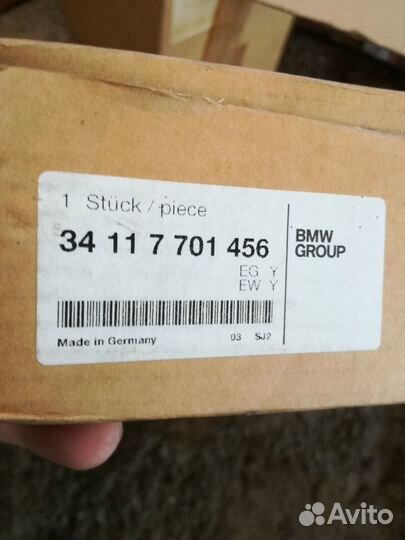 1 Stück / piece
34 11 7 701 456
BMW
GROUP
EG Y
EW Y
Made in Germany 03 SJ2
Avito